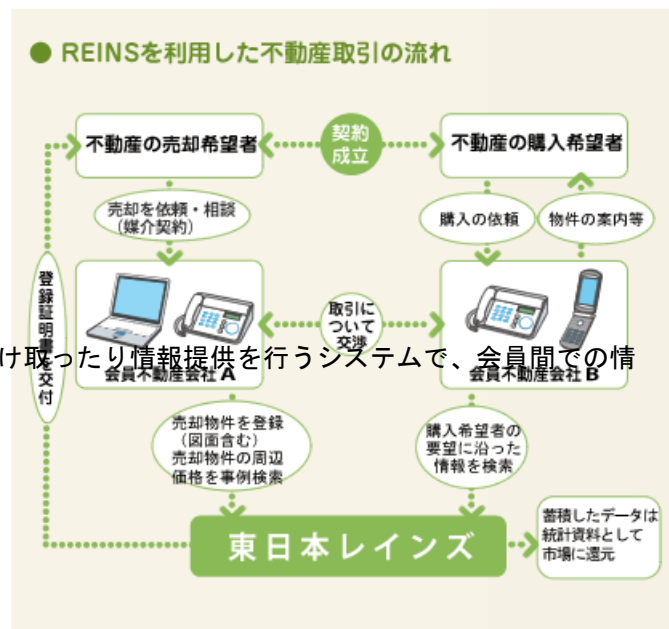 ● REINSを利用した不動産取引の流れ
不動産の売却希望者
契約
成立
不動産の購入希望者
売却を依頼・相談
（媒介契約）
購入の依頼
物件の案内等
登録証明書を交付
取引に
ついて
交渉
け取ったり情報提供を行うシステムで、会員間での情
会員不動産会社 A
会員不動産会社 B
売却物件を登録
（図面含む）
売却物件の周辺
価格を事例検索
購入希望者の
要望に沿った
情報を検索
東日本レインズ
蓄積したデータは
統計資料として
市場に還元